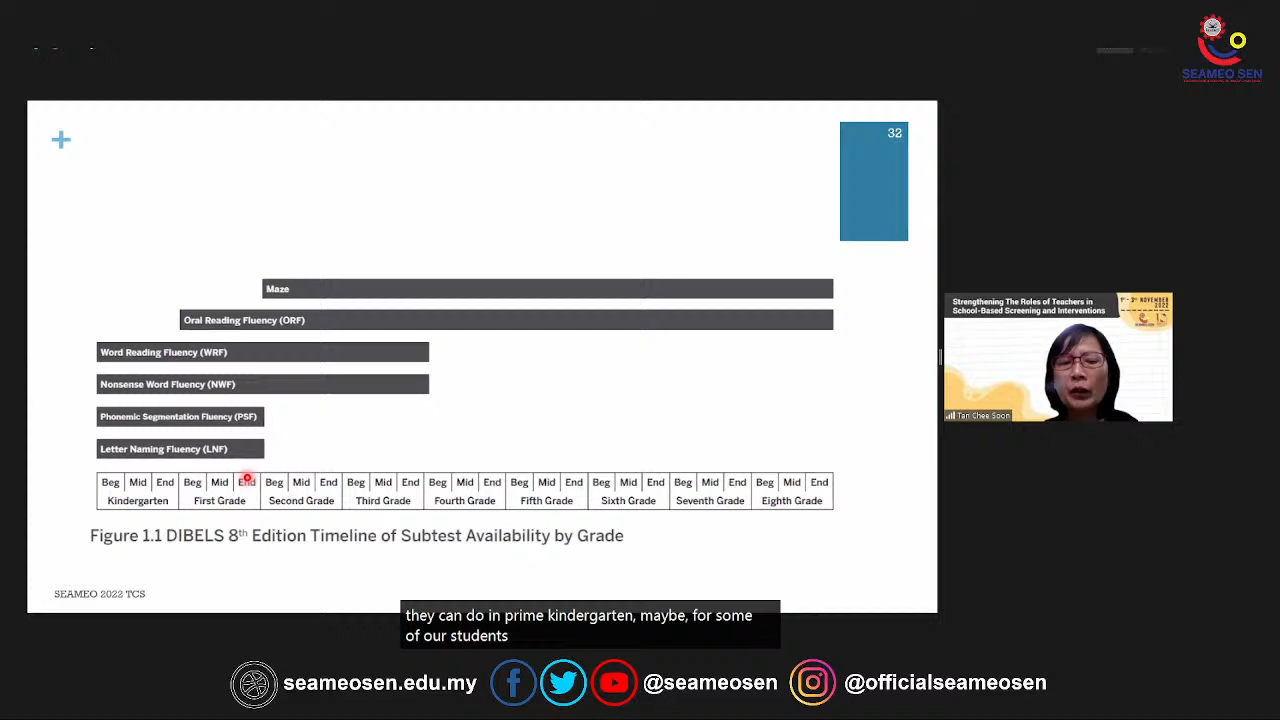 SEAMEO SEN
32
Maze
Oral Reading Fluency (ORF)
Word Reading Fluency (WRF)
Nonsense Word Fluency (NWF)
Phonemic Segmentation Fluency (PSF)
Letter Naming Fluency (LNF)
Beg Mid End Beg Mid End Beg Mid End Beg Mid End Beg Mid End Beg Mid End Beg Mid End Beg Mid End Beg Mid End
Kindergarten First Grade Second Grade Third Grade Fourth Grade Fifth Grade Sixth Grade Seventh Grade Eighth Grade
Figure 1.1 DIBELS 8th Edition Timeline of Subtest Availability by Grade
SEAMEO 2022 TCS
Strengthening The Roles of Teachers in
School-Based Screening and Interventions
1st - 3rd NOVEMBER
2022
Tan Chee Soon
they can do in prime kindergarten, maybe, for some
of our students
seameosen.edu.my @seameosen @officialseameosen